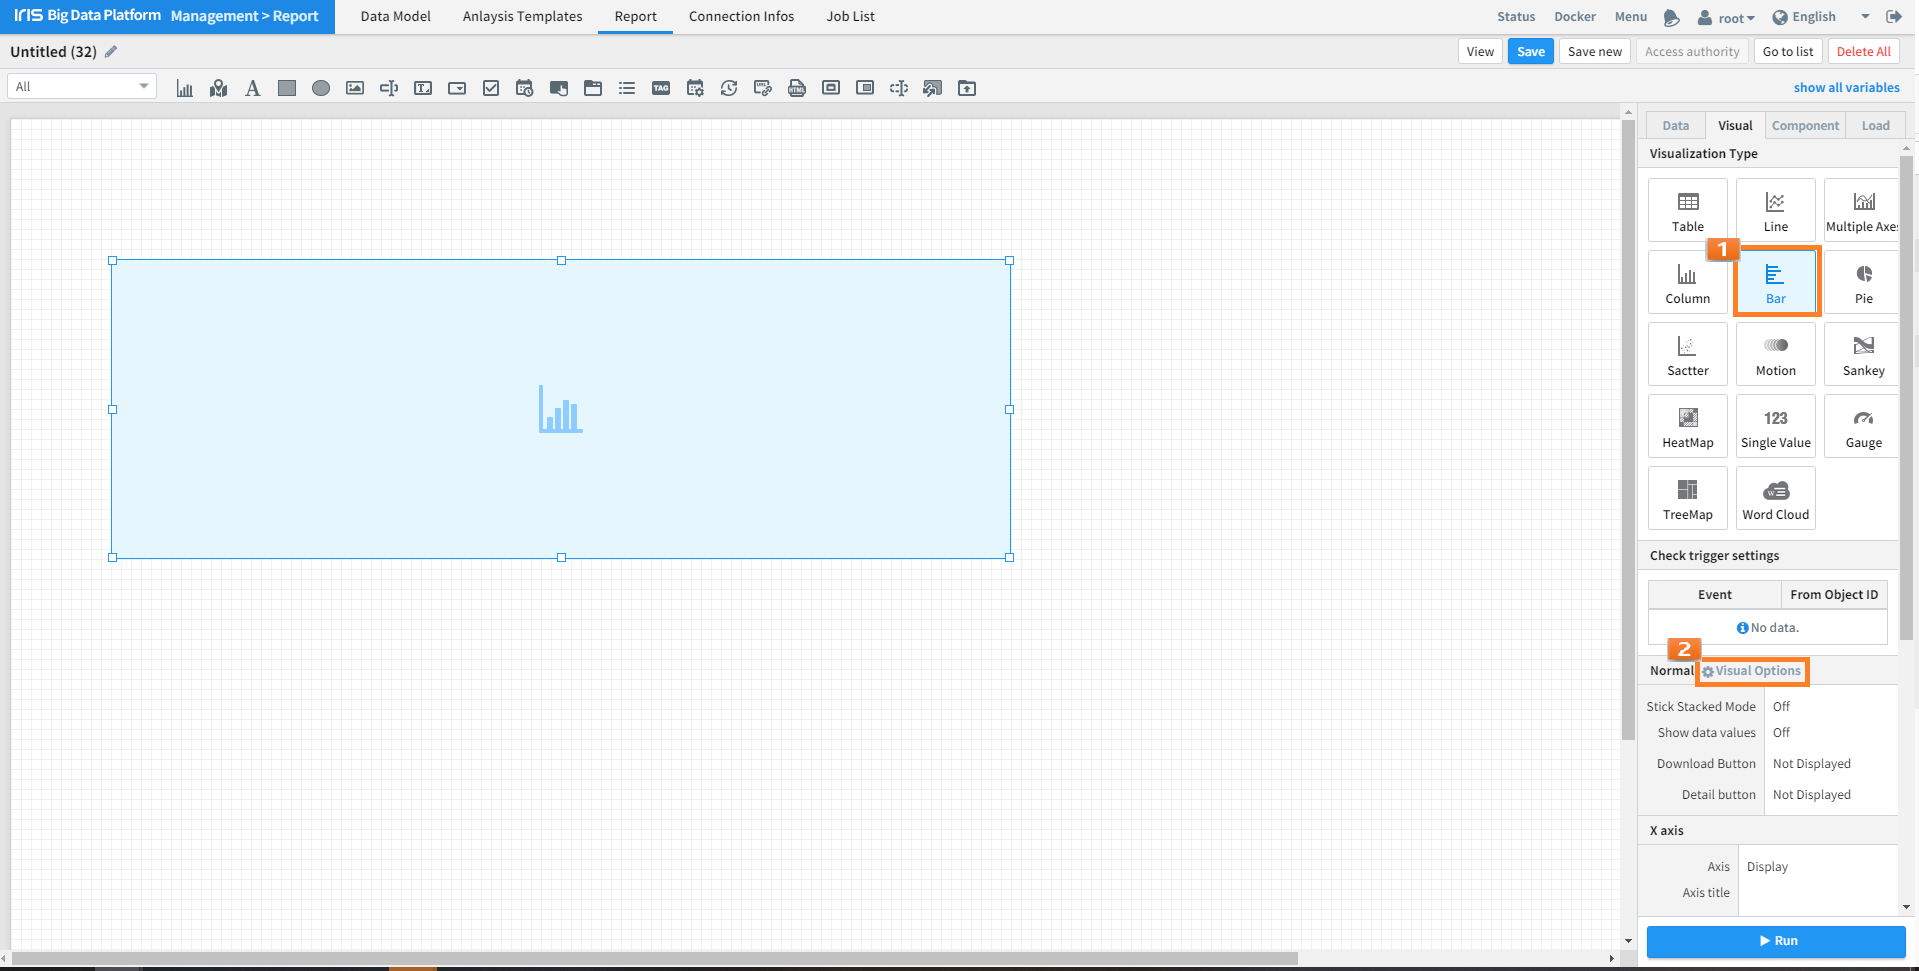 IRIS Big Data Platform Management > Report Data Model Anlaysis Templates Report Connection Infos Job List Status Docker Menu root English
Untitled (32) View Save Save new Access authority Go to list Delete All
All A T TAG URL HTML show all variables
Data Visual Component Load
Visualization Type
Table Line Multiple Axes
1
Column Bar Pie
Sactter Motion Sankey
123
HeatMap Single Value Gauge
W
TreeMap Word Cloud
Check trigger settings
Event From Object ID
No data.
2
Normal Visual Options
Stick Stacked Mode Off
Show data values Off
Download Button Not Displayed
Detail button Not Displayed
X axis
Axis Display
Axis title
Run